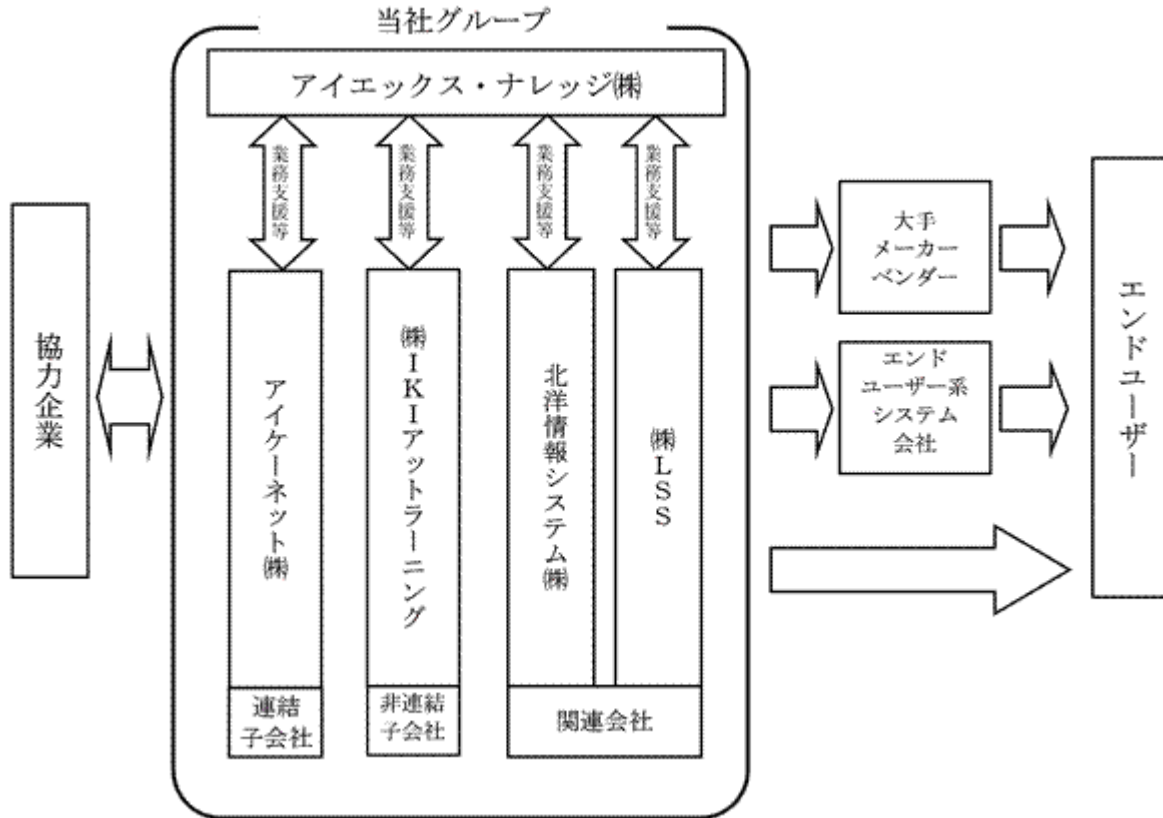 当社グループ
アイエックス・ナレッジ㈱
業務支援等
業務支援等
業務支援等
業務支援等
協力企業
アイケーネット㈱
㈱IKIアットラーニング
北洋情報システム㈱
㈱LSS
連結
子会社
非連結
子会社
関連会社
大手
メーカー
ベンダー
エンド
ユーザー系
システム
会社
エンドユーザー